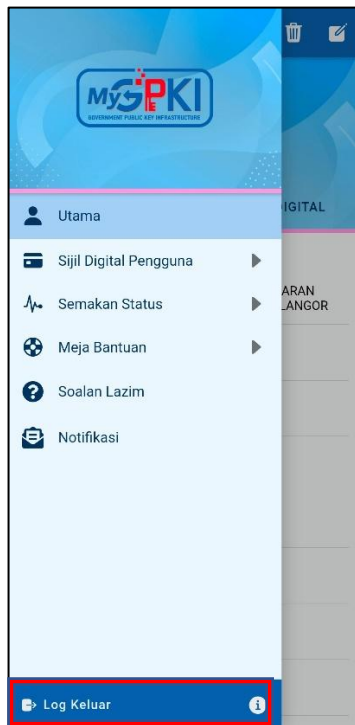 MyGPKI
GOVERNMENT PUBLIC KEY INFRASTRUCTURE
IGITAL
Utama
Sijil Digital Pengguna
ARAN
LANGOR
Semakan Status
Meja Bantuan
Soalan Lazim
Notifikasi
Log Keluar